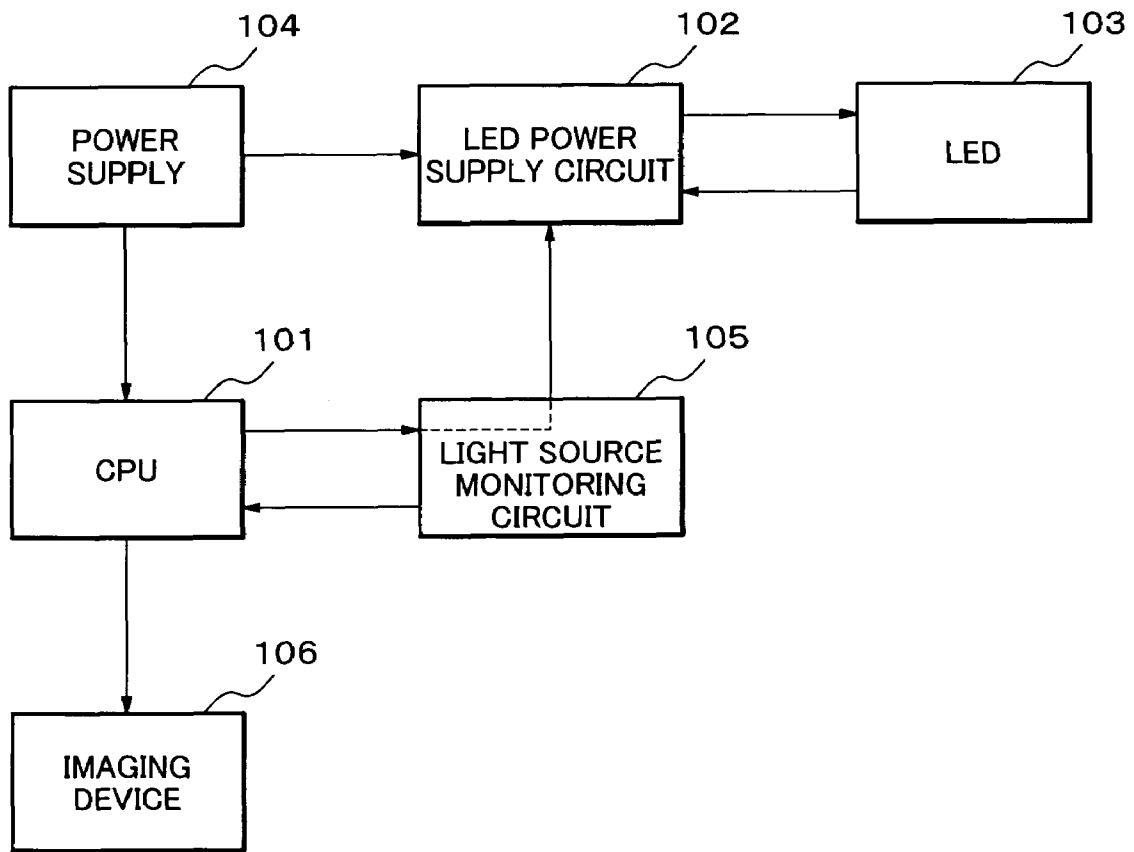 104
102
103
POWER
SUPPLY
LED POWER
SUPPLY CIRCUIT
LED
101
105
CPU
LIGHT SOURCE
MONITORING
CIRCUIT
106
IMAGING
DEVICE